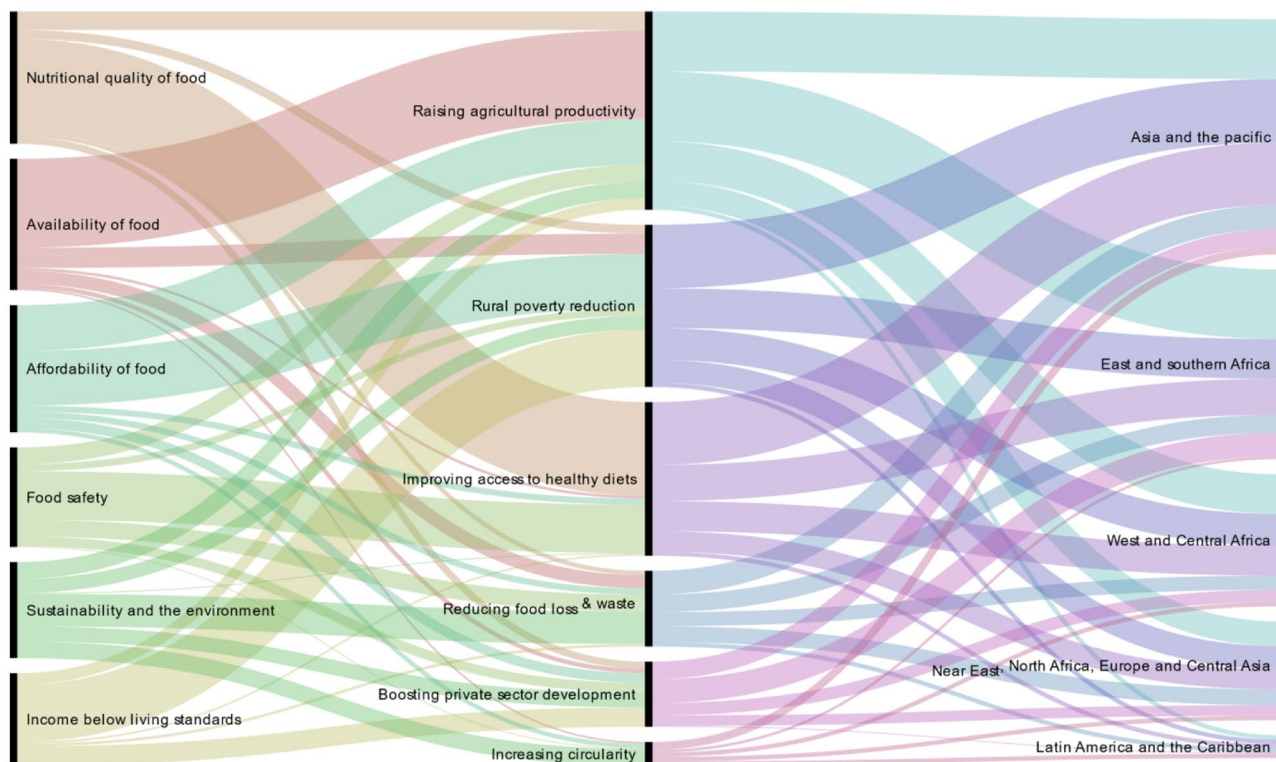 Nutritional quality of food
Availability of food
Affordability of food
Food safety
Sustainability and the environment
Income below living standards
Raising agricultural productivity
Rural poverty reduction
Improving access to healthy diets
Reducing food loss & waste
Boosting private sector development
Increasing circularity
Asia and the pacific
East and southern Africa
West and Central Africa
Near East, North Africa, Europe and Central Asia
Latin America and the Caribbean